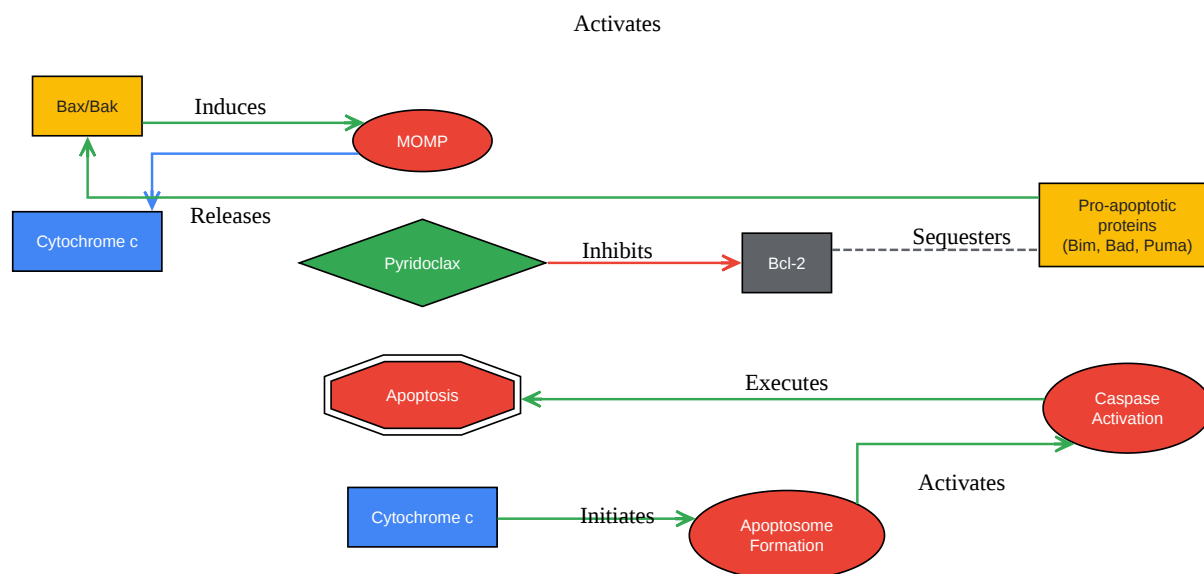 Activates
Bax/Bak
Induces
MOMP
Cytochrome c
Releases
Pro-apoptotic
proteins
(Bim, Bad, Puma)
Pyridoclax
Inhibits
Bcl-2
Sequesters
Apoptosis
Executes
Caspase
Activation
Activates
Cytochrome c
Initiates
Apoptosome
Formation